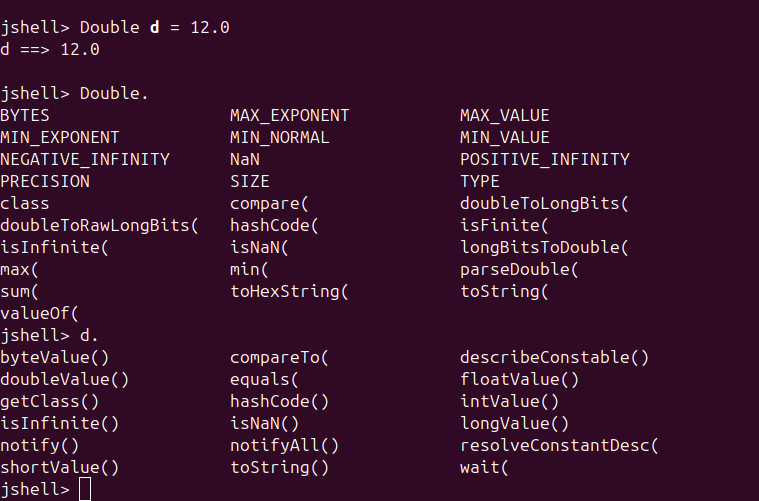 jshell> Double d = 12.0
d ==> 12.0
jshell> Double.
BYTES MAX_EXPONENT MAX_VALUE
MIN_EXPONENT MIN_NORMAL MIN_VALUE
NEGATIVE_INFINITY NaN POSITIVE_INFINITY
PRECISION SIZE TYPE
class compare( doubleToLongBits(
doubleToRawLongBits( hashCode( isFinite(
isInfinite( isNaN( longBitsToDouble(
max( min( parseDouble(
sum( toHexString( toString(
valueOf(
jshell> d.
byteValue() compareTo( describeConstable()
doubleValue() equals( floatValue()
getClass() hashCode() intValue()
isInfinite() isNaN() longValue()
notify() notifyAll() resolveConstantDesc(
shortValue() toString() wait(
jshell>